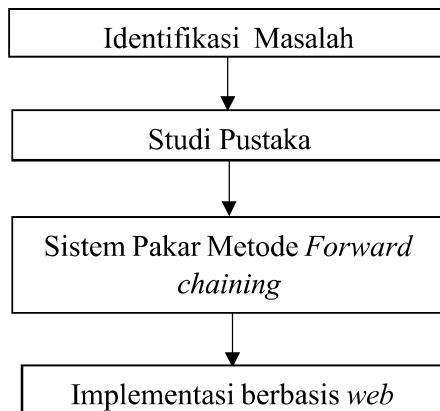 Identifikasi Masalah
Studi Pustaka
Sistem Pakar Metode Forward
chaining
Implementasi berbasis web